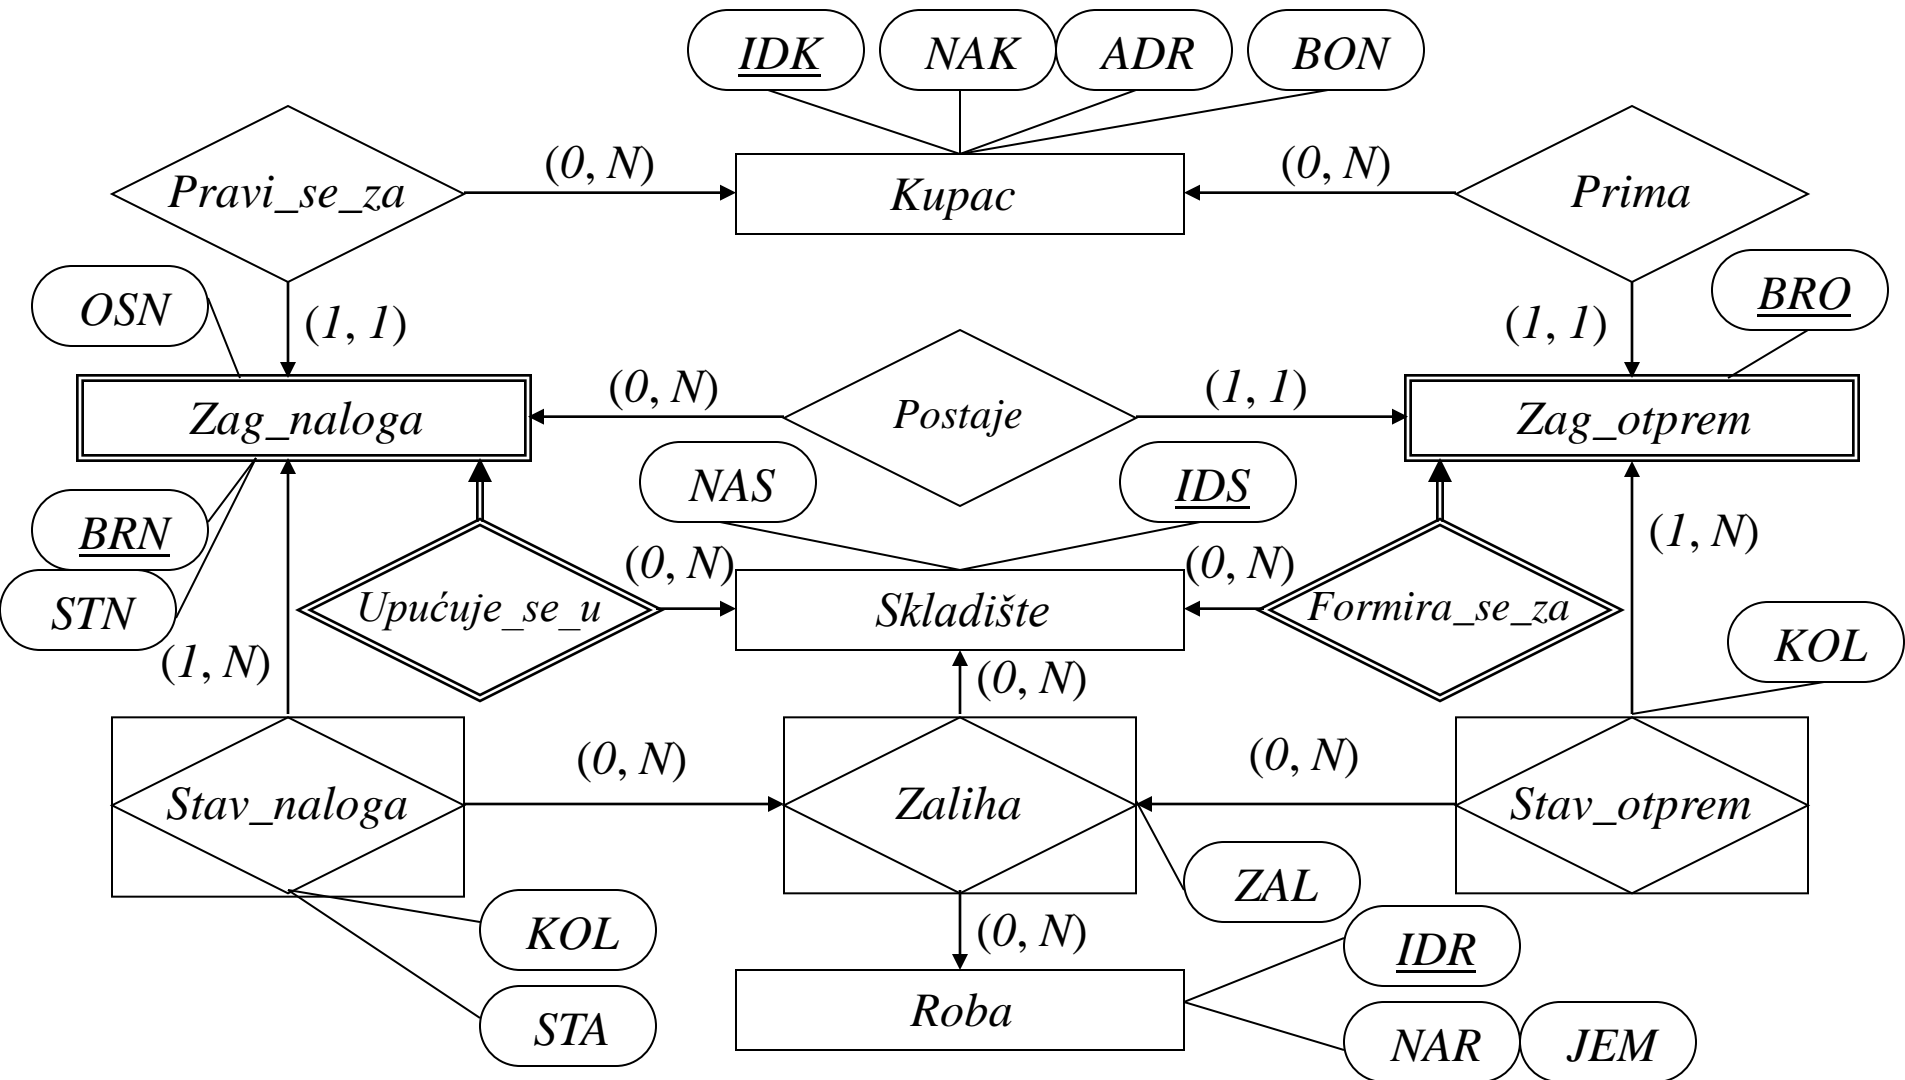 IDK NAK ADR BON
Pravi_se_za (0, N) Kupac (0, N) Prima
OSN (1, 1) (1, 1) BRO
Zag_naloga (0, N) Postaje (1, 1) Zag_otprem
NAS IDS
BRN (0, N) (0, N) (1, N)
STN Upućuje_se_u Skladište Formira_se_za
(1, N) (0, N) KOL
(0, N) (0, N)
Stav_naloga Zaliha Stav_otprem
ZAL
KOL (0, N) IDR
STA Roba NAR JEM